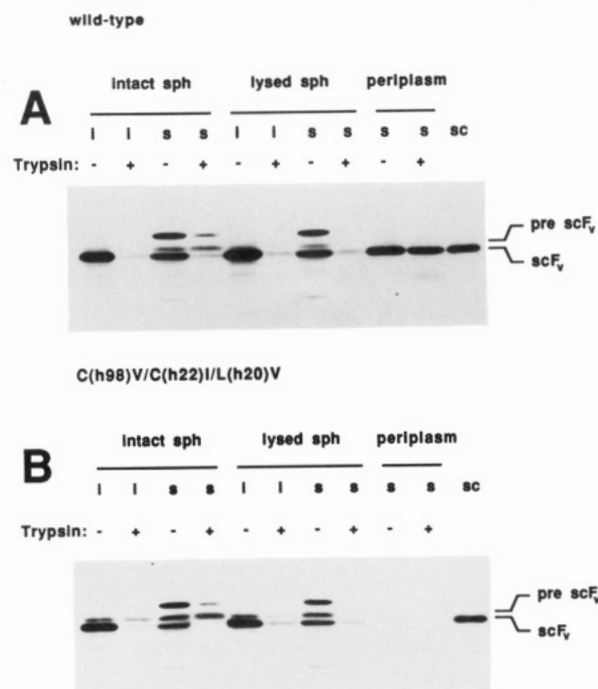 wild-type
A
intact sph lysed sph periplasm
i i s s i i s s s s sc
Trypsin: - + - + - + - + - +
pre scFv
scFv
C(h98)V/C(h22)I/L(h20)V
B
intact sph lysed sph periplasm
i i s s i i s s s s sc
Trypsin: - + - + - + - + - +
pre scFv
scFv